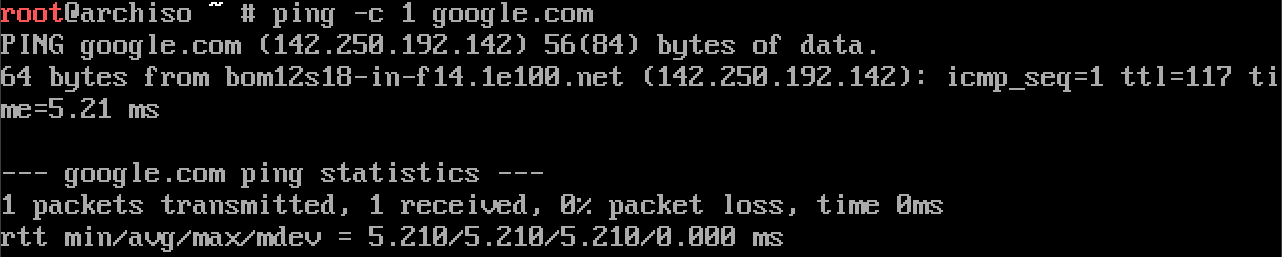 root@archiso ~ # ping -c 1 google.com
PING google.com (142.250.192.142) 56(84) bytes of data.
64 bytes from bom12s18-in-f14.1e100.net (142.250.192.142): icmp_seq=1 ttl=117 ti
me=5.21 ms

--- google.com ping statistics ---
1 packets transmitted, 1 received, 0% packet loss, time 0ms
rtt min/avg/max/mdev = 5.210/5.210/5.210/0.000 ms